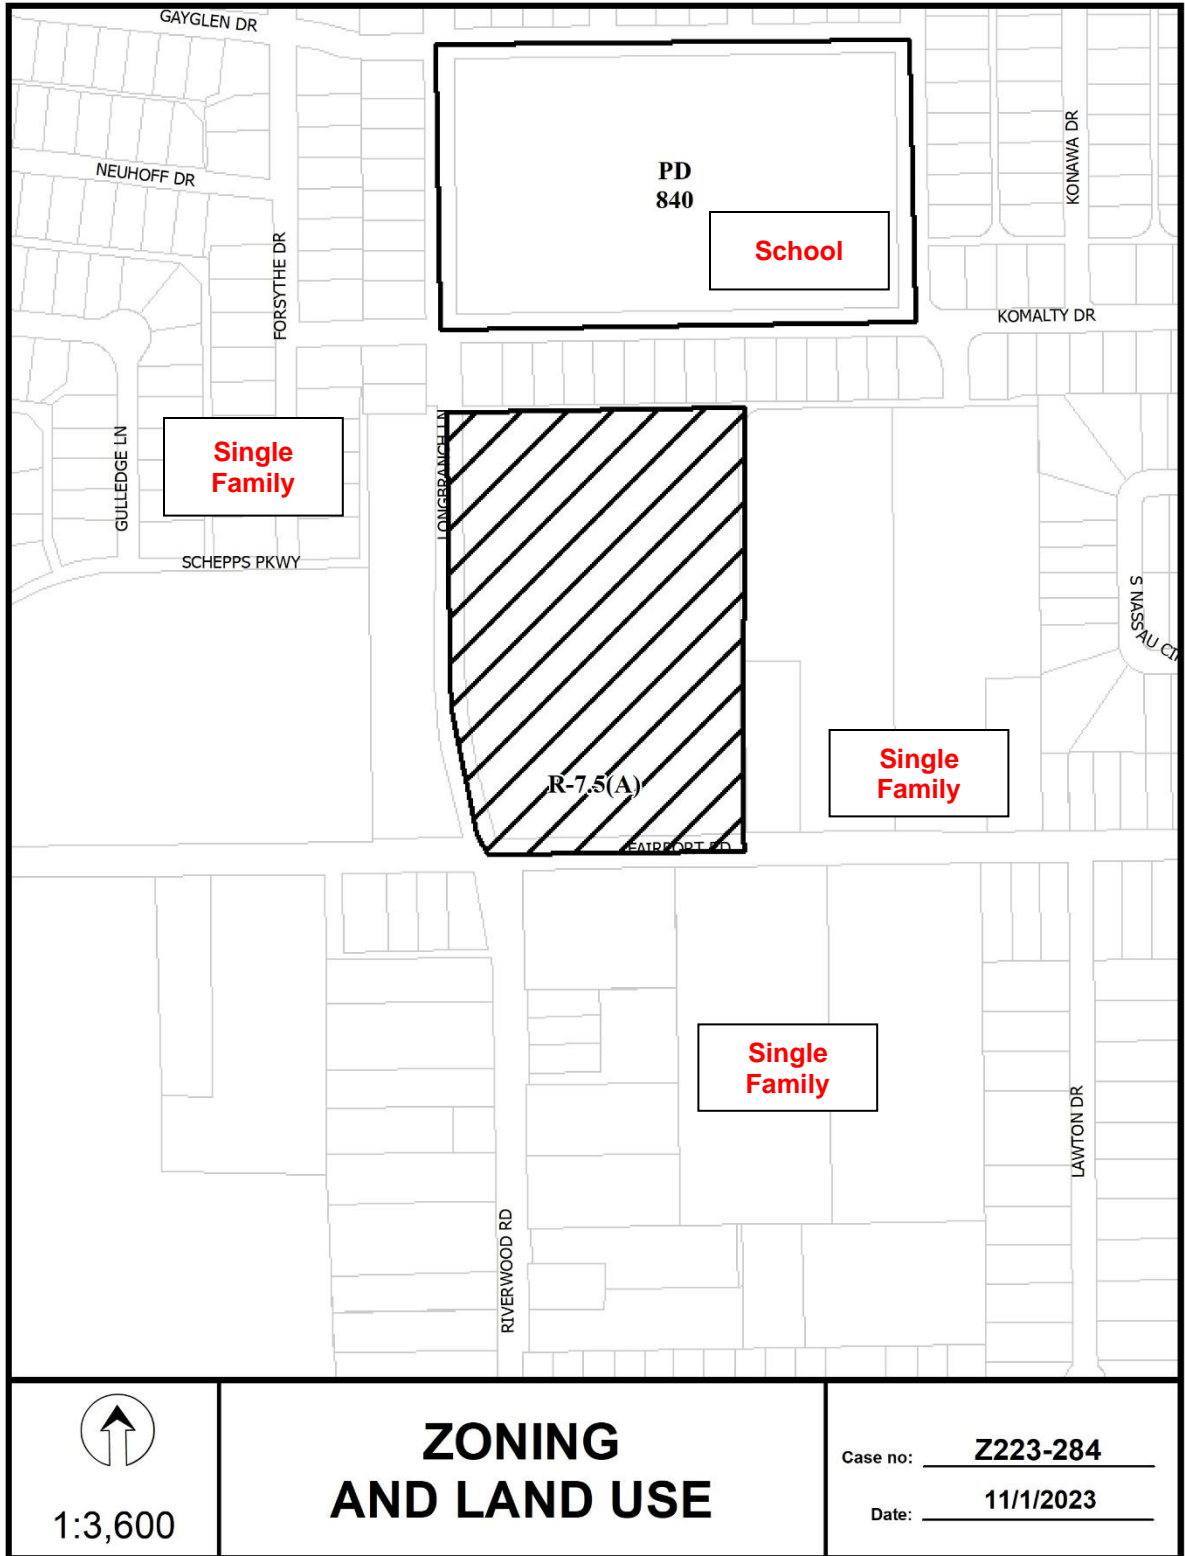 GAYGLEN DR
NEUHOFF DR
FORSYTHE DR
KONAWA DR
PD
840
School
KOMALTY DR
GULLEDGE LN
Single
Family
LONGBRANCH LN
SCHEPPS PKWY
S NASSAU CI
R-7.5(A)
Single
Family
FAIRPORT RD
Single
Family
LAWTON DR
RIVERWOOD RD
1:3,600
ZONING
AND LAND USE
Case no: Z223-284
Date: 11/1/2023